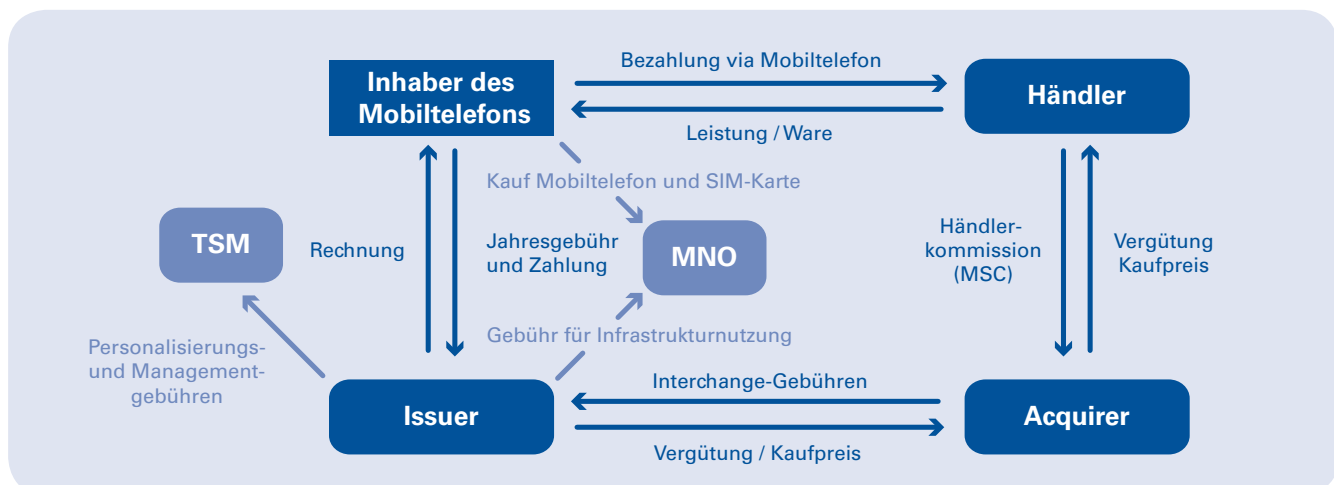 Bezahlung via Mobiltelefon
Inhaber des
Mobiltelefons
Händler
Leistung / Ware
Kauf Mobiltelefon und SIM-Karte
TSM
Rechnung
Jahresgebühr
und Zahlung
MNO
Händler-
kommission
(MSC)
Vergütung
Kaufpreis
Gebühr für Infrastrukturnutzung
Personalisierungs-
und Management-
gebühren
Interchange-Gebühren
Issuer
Acquirer
Vergütung / Kaufpreis